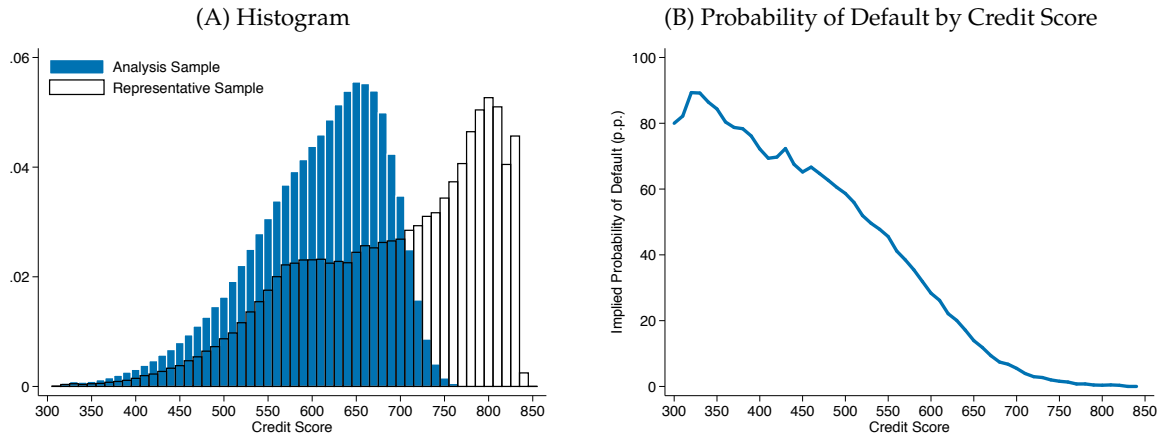 (A) Histogram
.06
.04
.02
0
Analysis Sample
Representative Sample
300 350 400 450 500 550 600 650 700 750 800 850
Credit Score
(B) Probability of Default by Credit Score
Implied Probability of Default (p.p.)
100
80
60
40
20
0
300 350 400 450 500 550 600 650 700 750 800 850
Credit Score